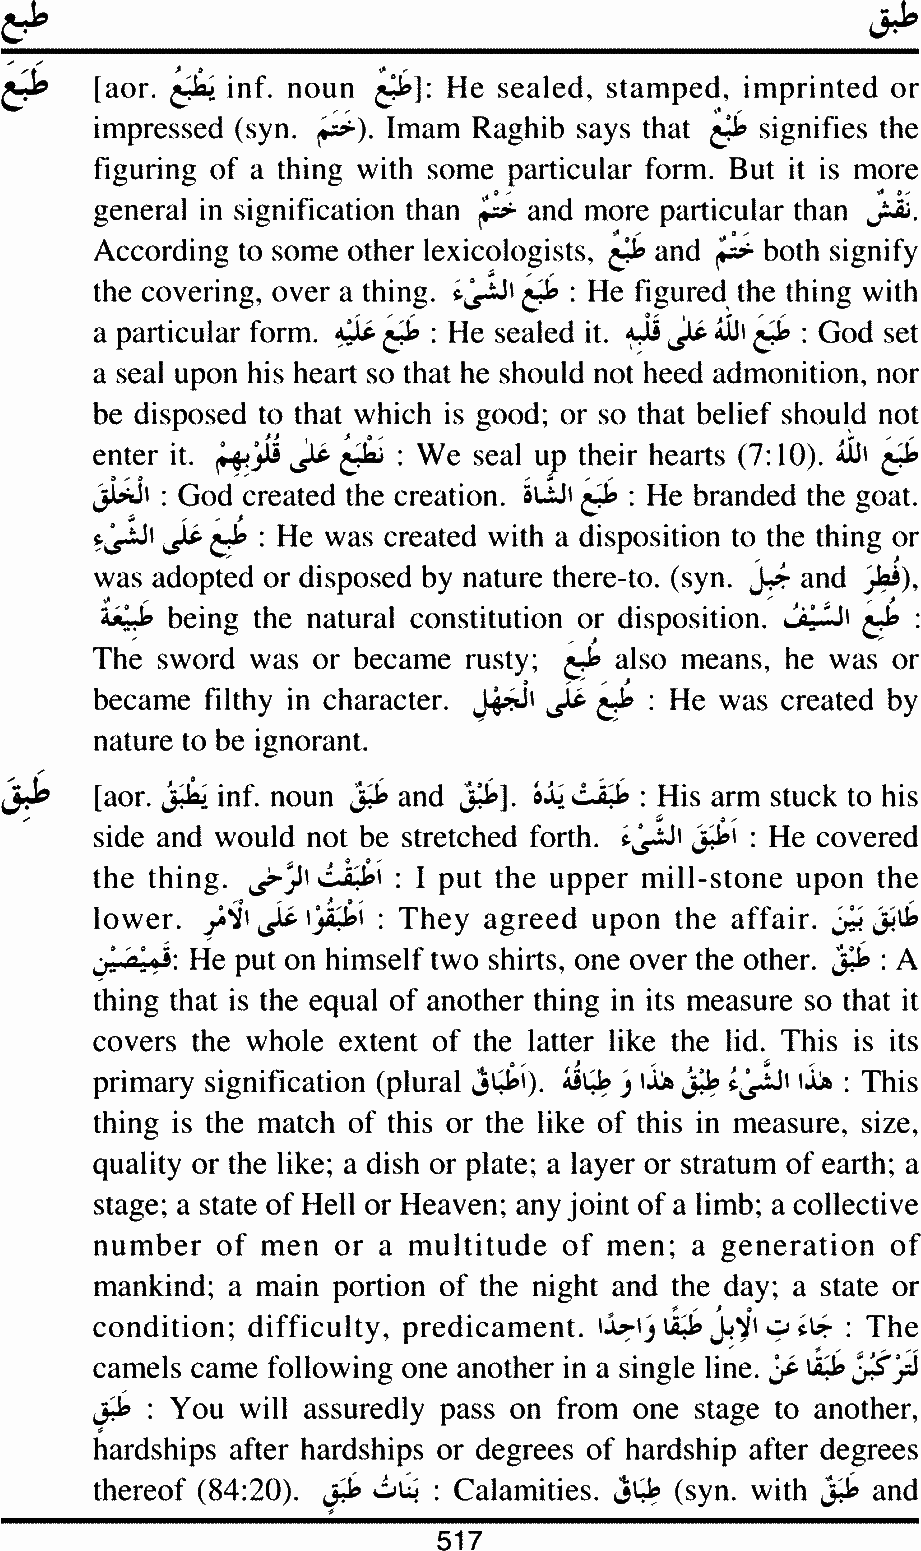 طبع طبق
طَبَعَ [aor. يَطْبَعُ inf. noun طَبْعٌ]: He sealed, stamped, imprinted or
impressed (syn. خَتَمَ). Imam Raghib says that طَبْعٌ signifies the
figuring of a thing with some particular form. But it is more
general in signification than خَتْمٌ and more particular than نَقْشٌ.
According to some other lexicologists, طَبْعٌ and خَتْمٌ both signify
the covering, over a thing. طَبَعَ الشَّىْءَ : He figured the thing with
a particular form. طَبَعَ عَلَيْهِ : He sealed it. طَبَعَ اللّٰهُ عَلٰى قَلْبِهِ : God set
a seal upon his heart so that he should not heed admonition, nor
be disposed to that which is good; or so that belief should not
enter it. نَطْبَعُ عَلٰى قُلُوْبِهِمْ : We seal up their hearts (7:10). طَبَعَ اللّٰهُ
الْخَلْقَ : God created the creation. طَبَعَ الشَّاةَ : He branded the goat.
طُبِعَ عَلَى الشَّىْءِ : He was created with a disposition to the thing or
was adopted or disposed by nature there-to. (syn. جُبِلَ and فُطِرَ),
طَبِيْعَةٌ being the natural constitution or disposition. طُبِعَ السَّيْفُ :
The sword was or became rusty; طُبِعَ also means, he was or
became filthy in character. طُبِعَ عَلَى الْجَهْلِ : He was created by
nature to be ignorant.
طَبِقَ [aor. يَطْبَقُ inf. noun طَبَقٌ and طَبْقٌ]. طَبِقَتْ يَدُهُ : His arm stuck to his
side and would not be stretched forth. اَطْبَقَ الشَّىْءَ : He covered
the thing. اَطْبَقْتُ الرَّحٰى : I put the upper mill-stone upon the
lower. اَطْبَقُوْا عَلَى الْاَمْرِ : They agreed upon the affair. طَابَقَ بَيْنَ
قَمِيْصَيْنِ: He put on himself two shirts, one over the other. طَبَقٌ : A
thing that is the equal of another thing in its measure so that it
covers the whole extent of the latter like the lid. This is its
primary signification (plural اَطْبَاقٌ). هٰذَا الشَّىْءُ طِبْقُ هٰذَا وَ طِبَاقُهُ : This
thing is the match of this or the like of this in measure, size,
quality or the like; a dish or plate; a layer or stratum of earth; a
stage; a state of Hell or Heaven; any joint of a limb; a collective
number of men or a multitude of men; a generation of
mankind; a main portion of the night and the day; a state or
condition; difficulty, predicament. جَاءَ تِ الْاِبِلُ طَبَقًا وَاحِدًا : The
camels came following one another in a single line. لَتَرْكَبُنَّ طَبَقًا عَنْ
طَبَقٍ : You will assuredly pass on from one stage to another,
hardships after hardships or degrees of hardship after degrees
thereof (84:20). بَنَاتُ طَبَقٍ : Calamities. طِبَاقٌ (syn. with طَبَقٌ and
517